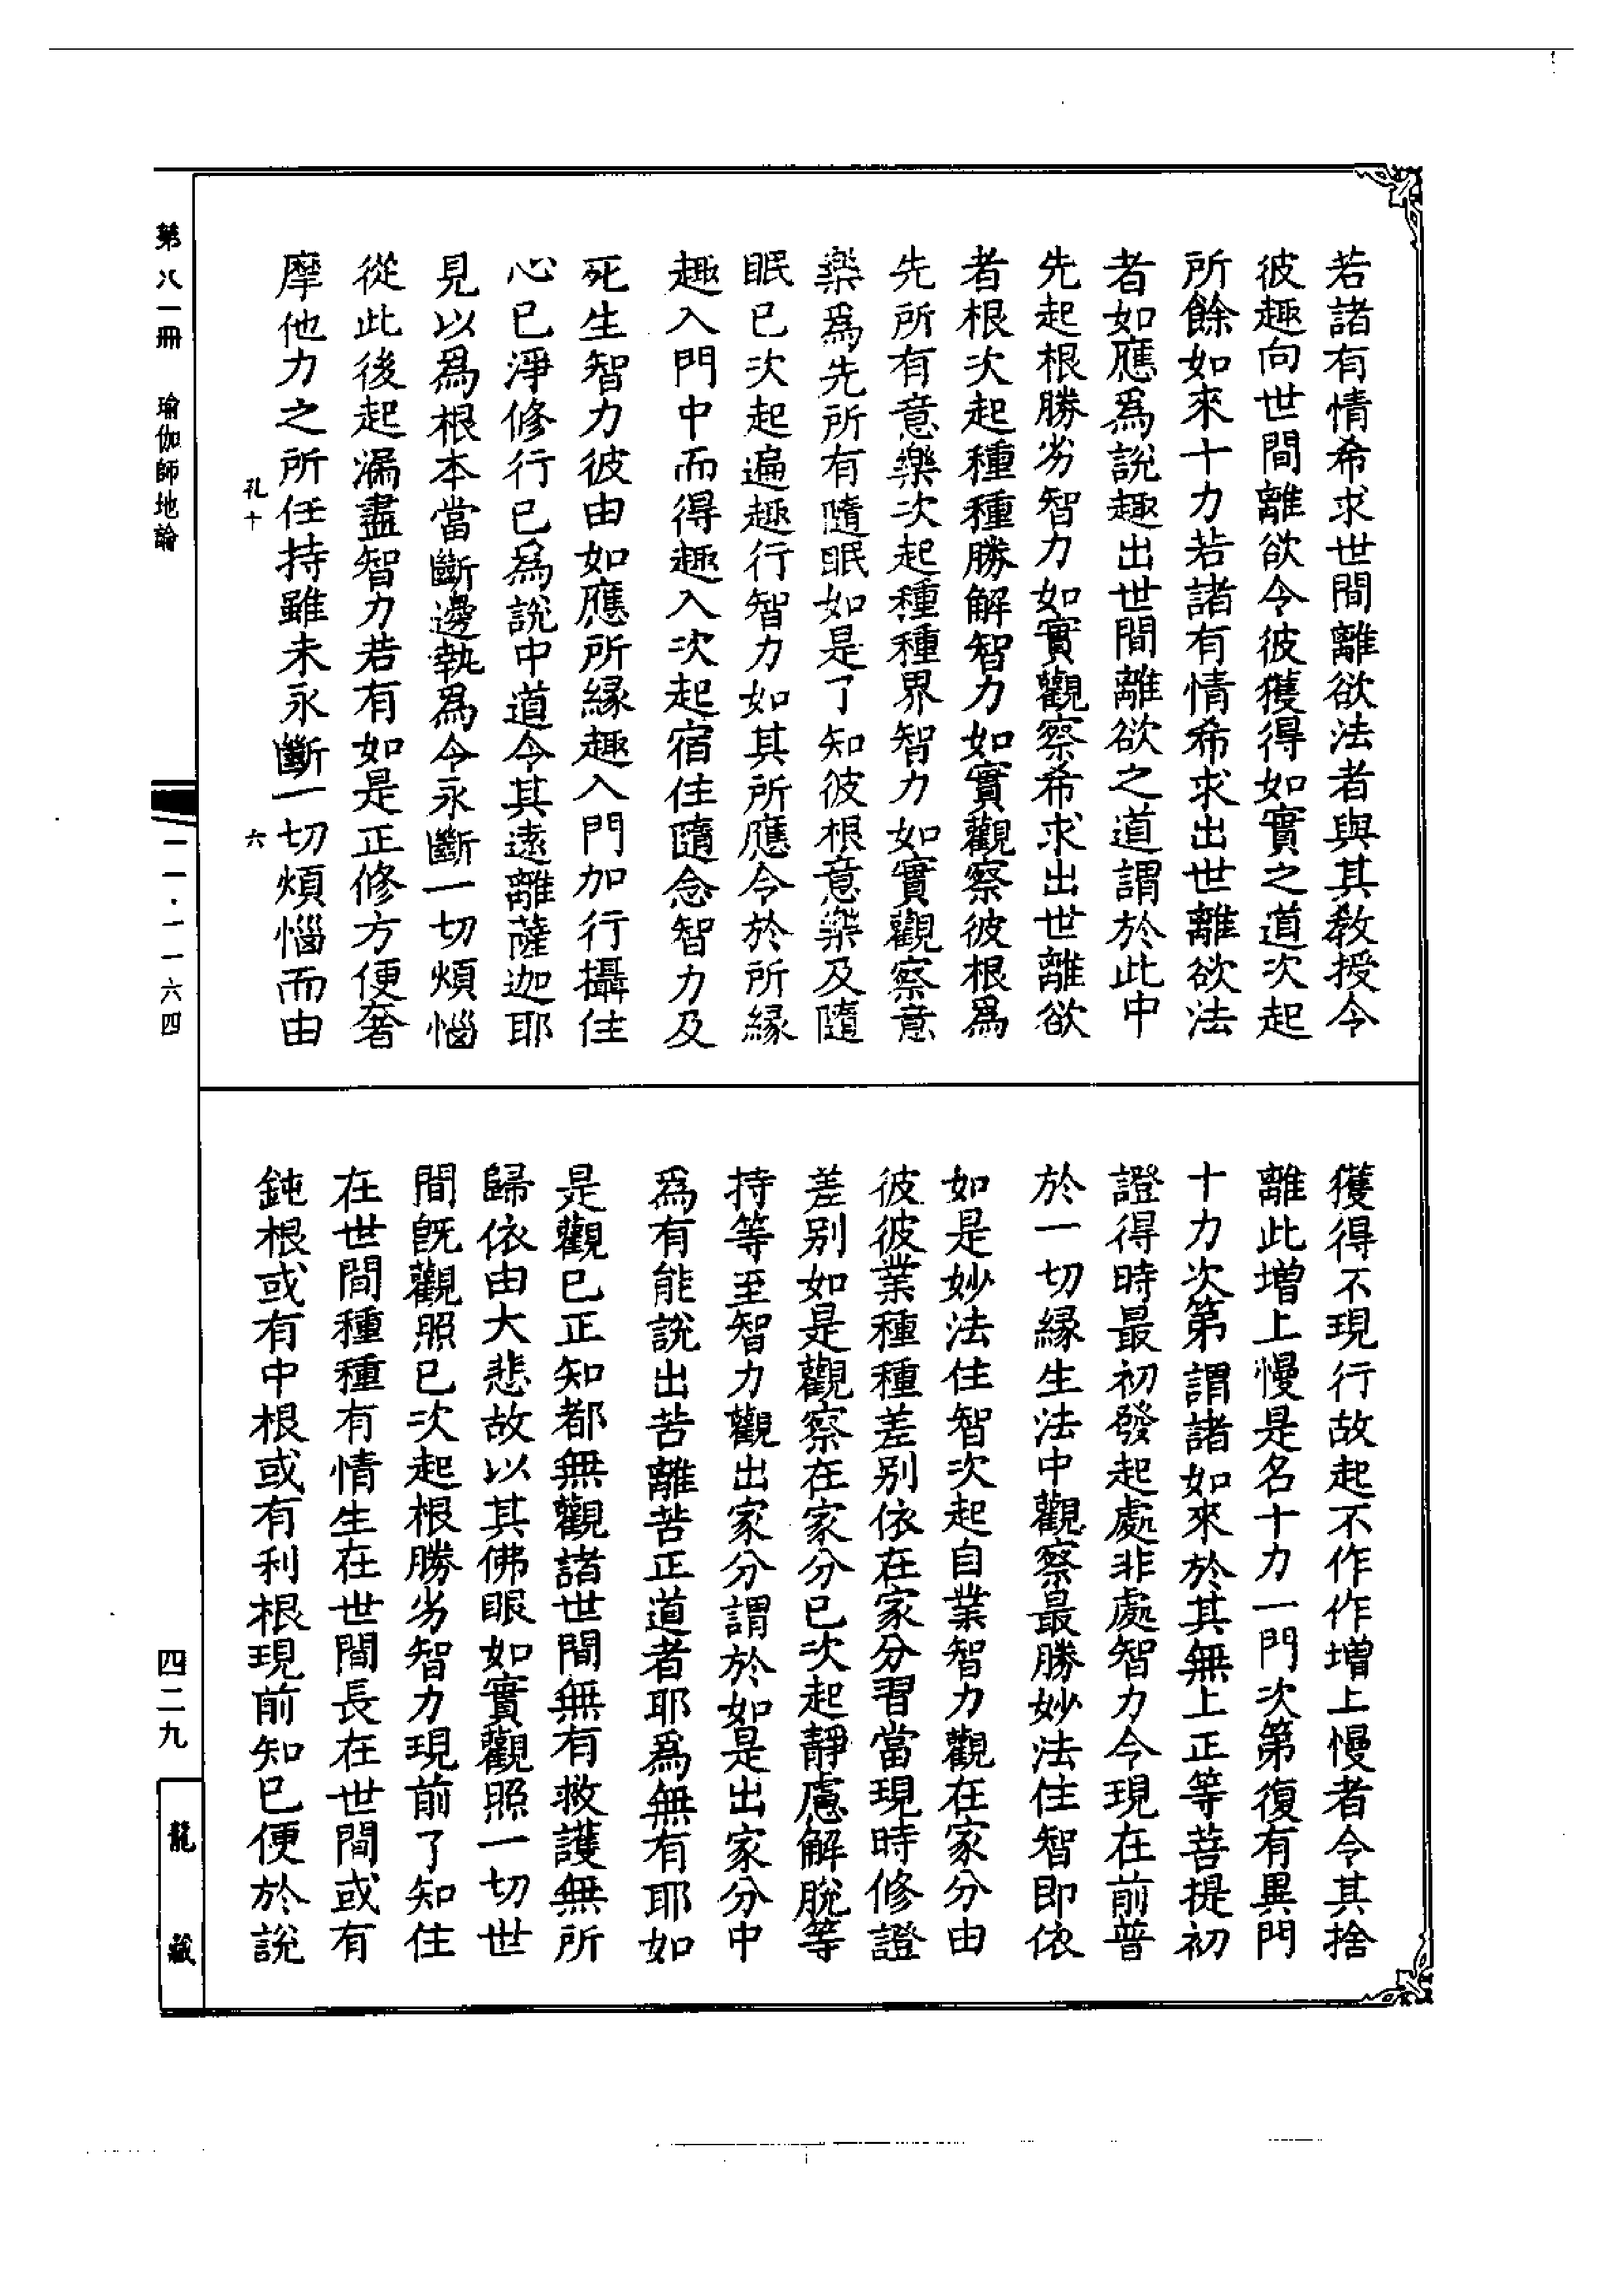 若諸有情希求世間離欲法者與其教授令
彼趣向世間離欲令彼獲得如實之道次起
所餘如來十力若諸有情希求出世離欲法
者如應爲說趣出世間離欲之道謂於此中
先起根勝劣智力如實觀察希求出世離欲
者根次起種種勝解智力如實觀察彼根爲
先所有意樂次起種種界智力如實觀察意
樂爲先所有隨眠如是了知彼根意樂及隨
眠已次起遍趣行智力如其所應令於所緣
趣入門中而得趣入次起宿住隨念智力及
死生智力彼由如應所緣趣入門加行攝住
心已淨修行已爲說中道令其遠離薩迦耶
見以爲根本當斷邊執爲令永斷一切煩惱
從此後起漏盡智力若有如是正修方便奢
摩他力之所任持雖未永斷一切煩惱而由
孔十
六
獲得不現行故起不作作增上慢者令其捨
離此增上慢是名十力一門次第復有異門
十力次第謂諸如來於其無上正等菩提初
證得時最初發起處非處智力令現在前普
於一切緣生法中觀察最勝妙法住智即依
如是妙法住智次起自業智力觀在家分由
彼彼業種種差別依在家分習當現時修證
差別如是觀察在家分已次起靜慮解脫等
持等至智力觀出家分謂於如是出家分中
爲有能說出苦離苦正道者耶爲無有耶如
是觀已正知都無觀諸世間無有救護無所
歸依由大悲故以其佛眼如實觀照一切世
間旣觀照已次起根勝劣智力現前了知住
在世間種種有情生在世間長在世間或有
鈍根或有中根或有利根現前知已便於說
第八一冊 瑜伽師地論
一一·一一六四
四二九
龍藏